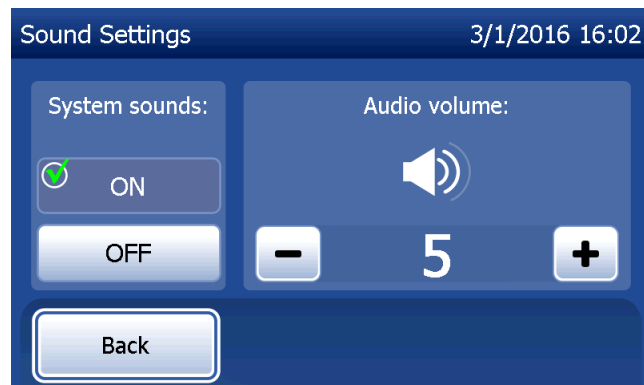 Sound Settings 3/1/2016 16:02
System sounds:
ON
OFF
Audio volume:
- 5 +
Back